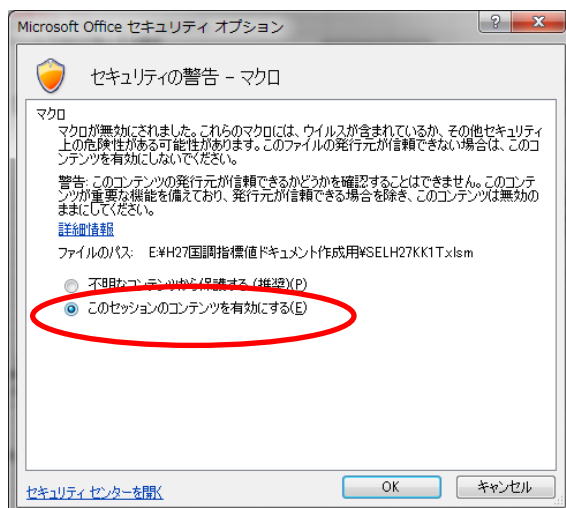 Microsoft Office セキュリティ オプション
セキュリティの警告 - マクロ
マクロ
マクロが無効にされました。これらのマクロには、ウイルスが含まれているか、その他セキュリティ
上の危険性がある可能性があります。このファイルの発行元が信頼できない場合は、このコ
ンテンツを有効にしないでください。
警告: このコンテンツの発行元が信頼できるかどうかを確認することはできません。このコンテ
ンツが重要な機能を備えており、発行元が信頼できる場合を除き、このコンテンツは無効の
ままにしてください。
詳細情報
ファイルのパス: E:¥H27国調指標値ドキュメント作成用¥SELH27KK1T.xlsm
不明なコンテンツから保護する (推奨)(P)
このセッションのコンテンツを有効にする(E)
セキュリティ センターを開く
OK
キャンセル